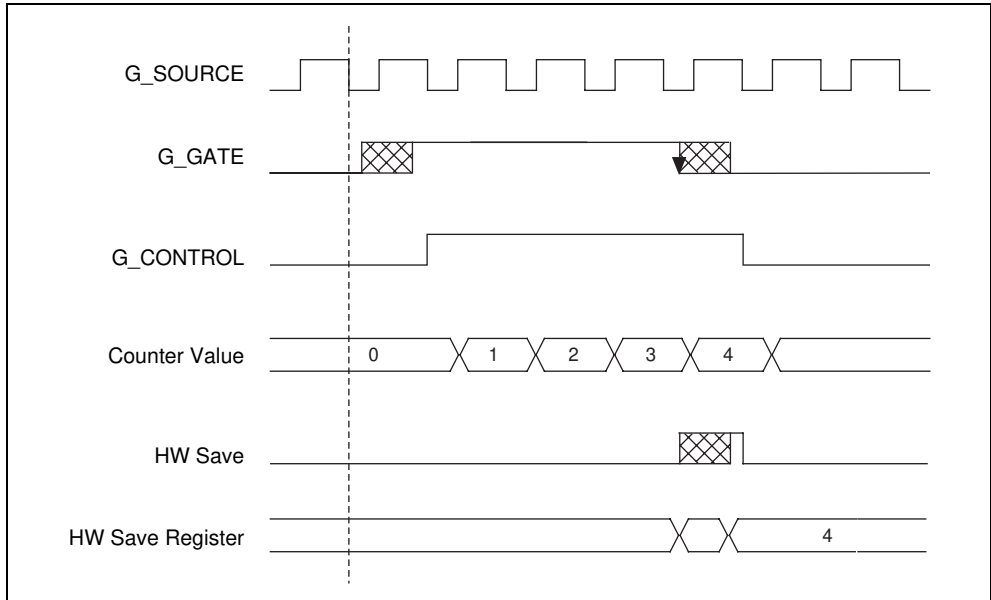 G_SOURCE
G_GATE
G_CONTROL
Counter Value 0 1 2 3 4
HW Save
HW Save Register 4